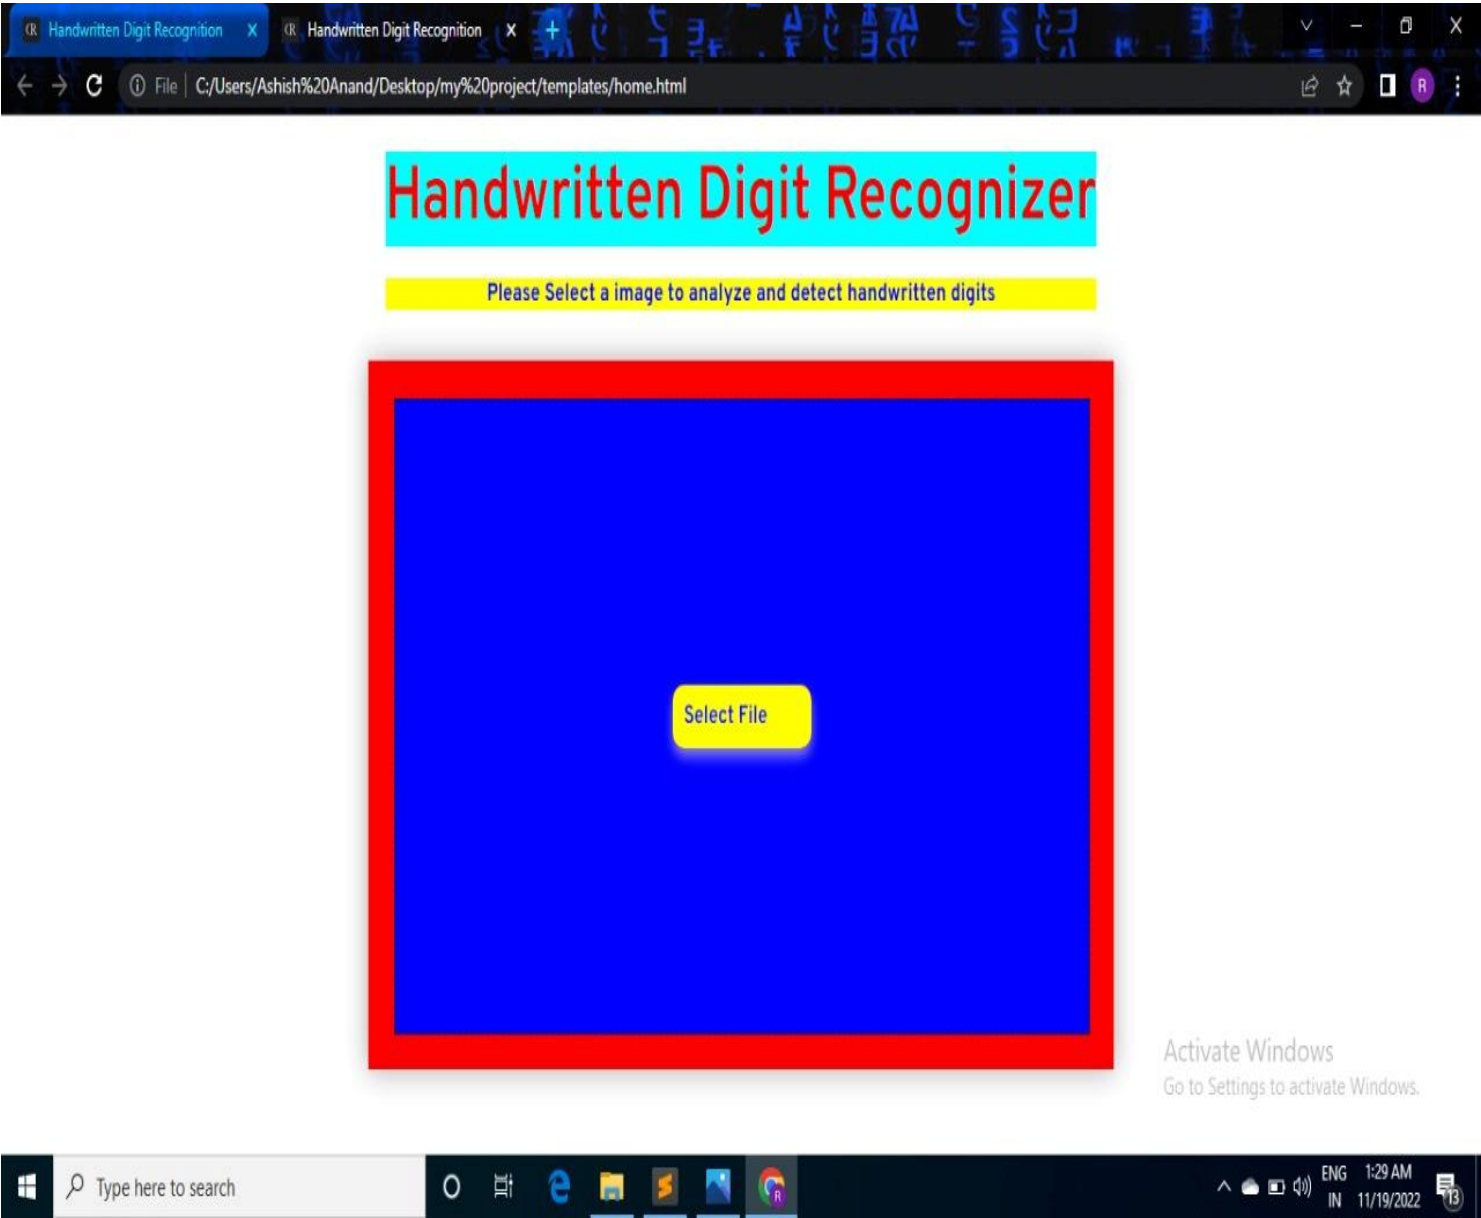 Handwritten Digit Recognition X
Handwritten Digit Recognition X +
File | C:/Users/Ashish%20Anand/Desktop/my%20project/templates/home.html
R
Handwritten Digit Recognizer
Please Select a image to analyze and detect handwritten digits
Select File
Activate Windows
Go to Settings to activate Windows.
Type here to search
R
ENG 1:29 AM
IN 11/19/2022
13